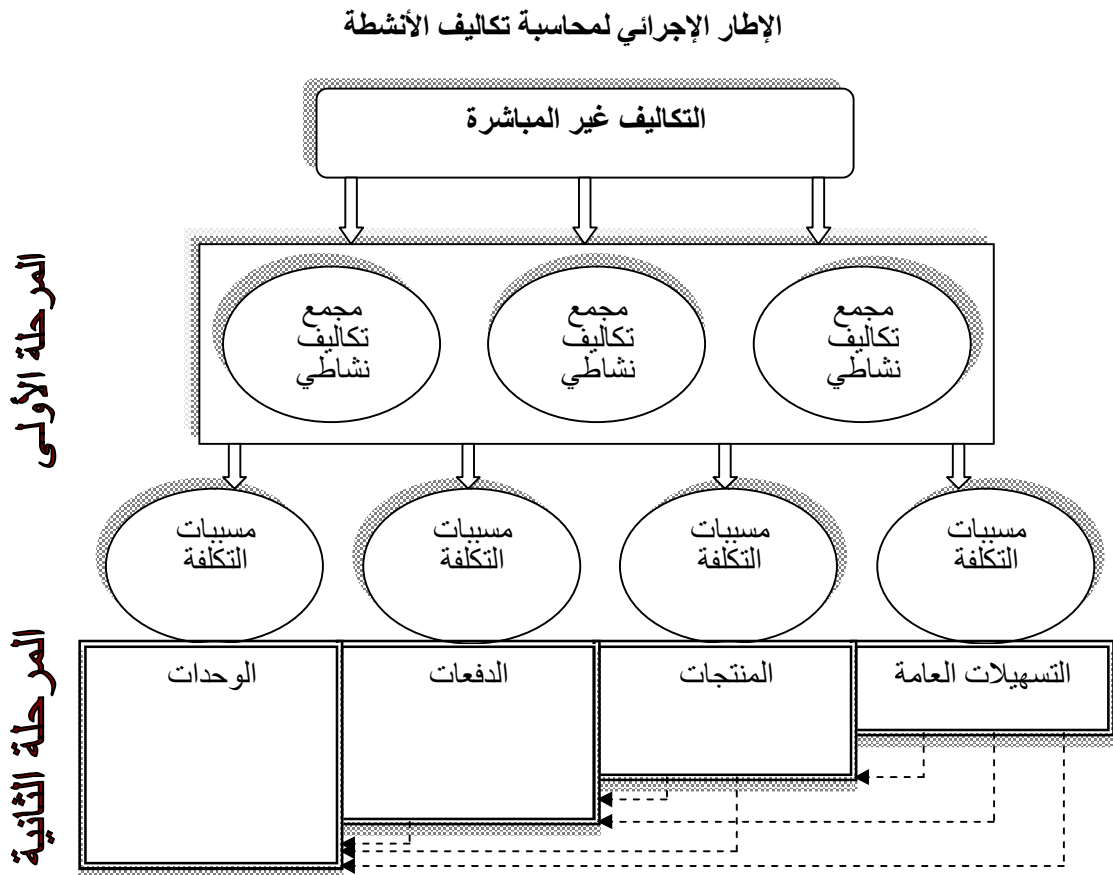 الإطار الإجرائي لمحاسبة تكاليف الأنشطة
التكاليف غير المباشرة
المرحلة الأولى
مجمع
تكاليف
نشاطي
مجمع
تكاليف
نشاطي
مجمع
تكاليف
نشاطي
مسببات
التكلفة
مسببات
التكلفة
مسببات
التكلفة
مسببات
التكلفة
المرحلة الثانية
التسهيلات العامة
المنتجات
الدفعات
الوحدات